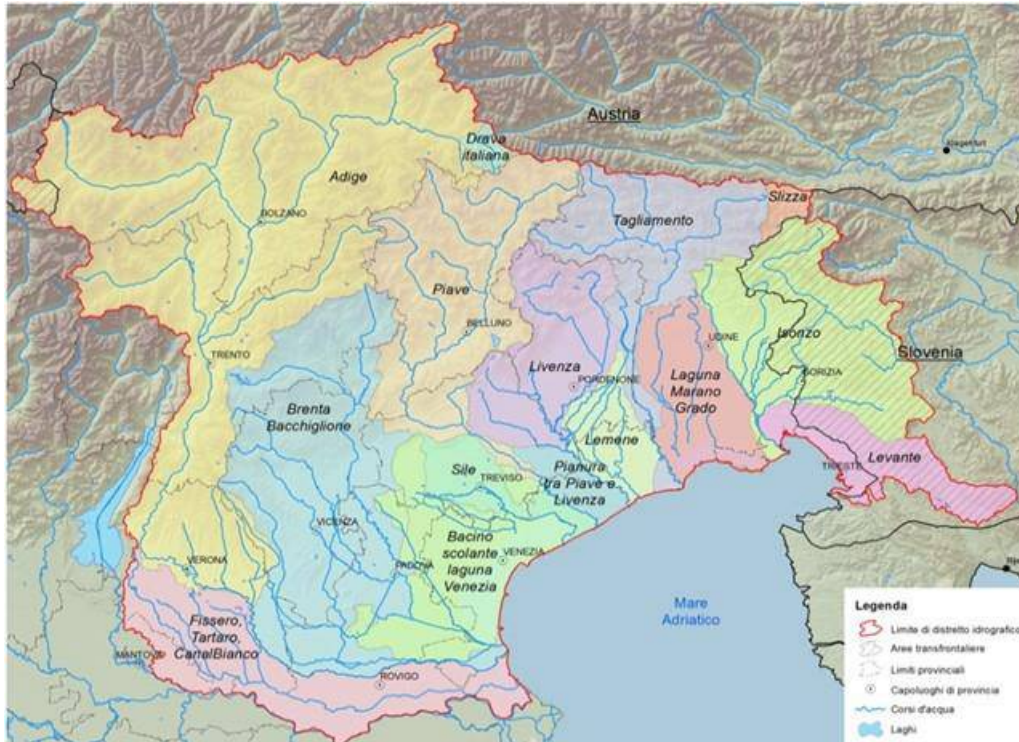 Austria
Klagenfurt
Drava
italiana
Adige
Slizza
BOLZANO
Tagliamento
Piave
BELLUNO
UDINE
Isonzo
Slovenia
TRENTO
Livenza
PORDENONE
Laguna
Marano
Grado
GORIZIA
Brenta
Bacchiglione
Lemene
Levante
TRIESTE
Sile
TREVISO
Pianura
tra Piave e
Livenza
VICENZA
Bacino
scolante
laguna
Venezia
VENEZIA
PADOVA
VERONA
Mare
Adriatico
Fissero,
Tartaro,
CanalBianco
MANTOVA
ROVIGO
Legenda
Limite di distretto idrografico
Aree transfrontaliere
Limiti provinciali
Capoluoghi di provincia
Corsi d'acqua
Laghi